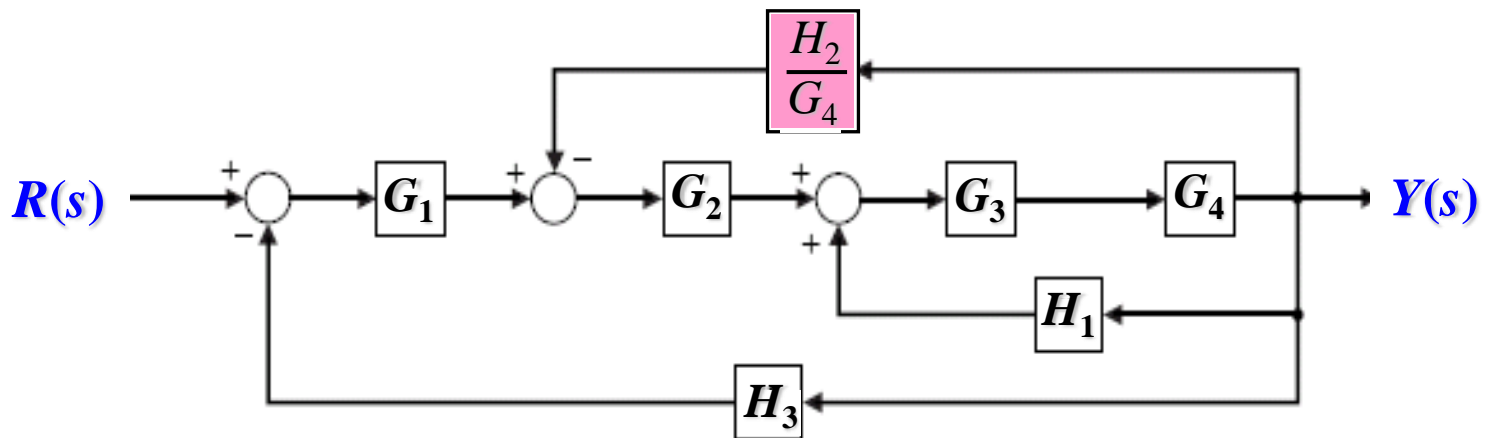 H₂
G₄
+ + − +
R(s) G₁ G₂ G₃ G₄ Y(s)
− +
H₁
H₃